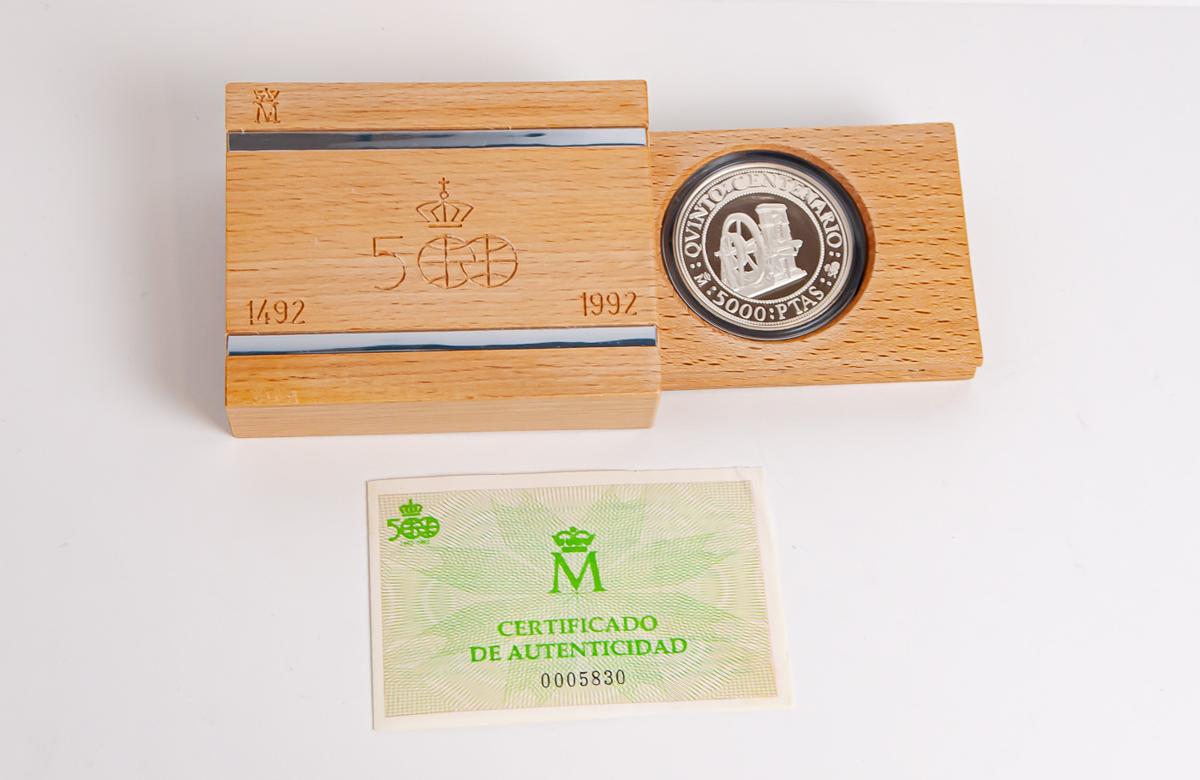 M
500
1492 1992
QVINTO CENTENARIO
M 5000 PTAS
500
M
CERTIFICADO
DE AUTENTICIDAD
0005830